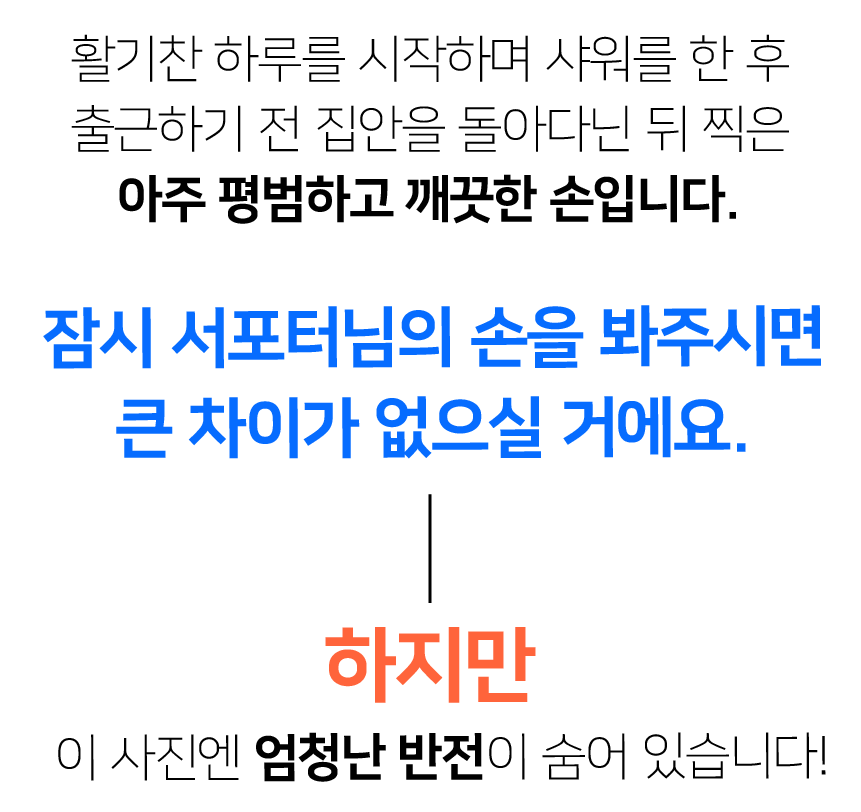 활기찬 하루를 시작하며 샤워를 한 후
출근하기 전 집안을 돌아다닌 뒤 찍은
아주 평범하고 깨끗한 손입니다.
잠시 서포터님의 손을 봐주시면
큰 차이가 없으실 거에요.
하지만
이 사진엔 엄청난 반전이 숨어 있습니다!